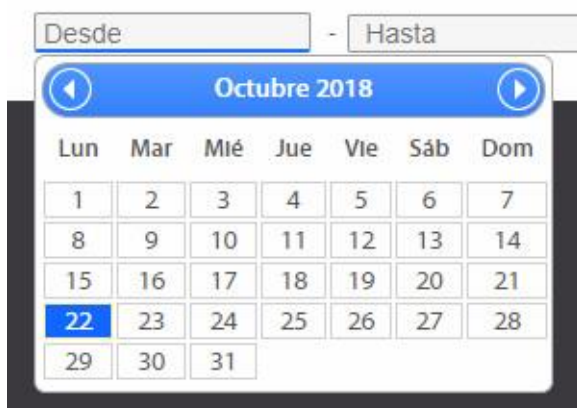 Desde - Hasta
Octubre 2018
Lun Mar Mié Jue Vie Sáb Dom
1 2 3 4 5 6 7
8 9 10 11 12 13 14
15 16 17 18 19 20 21
22 23 24 25 26 27 28
29 30 31